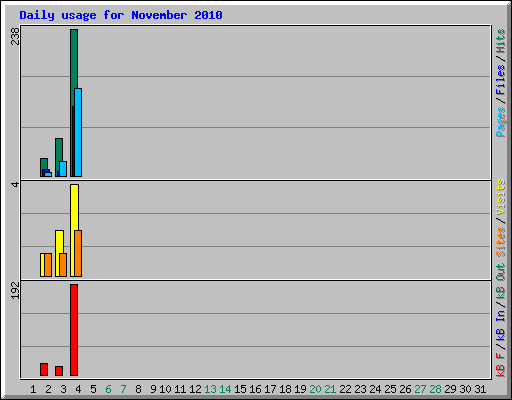 Daily usage for November 2010
238
4
192
Pages/Files/Hits
Sites/Visits
kB F/kB In/kB Out
1 2 3 4 5 6 7 8 9 10 11 12 13 14 15 16 17 18 19 20 21 22 23 24 25 26 27 28 29 30 31